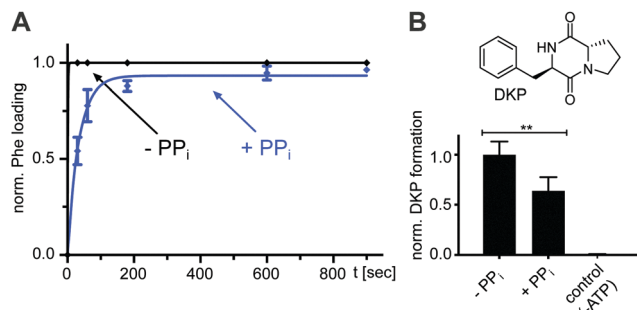 A
norm. Phe loading
1.0
0.5
0.0
0
200
400
600
800
t [sec]
- PPi
+ PPi
B
O
HN
N
O
DKP
norm. DKP formation
1.0
0.5
0.0
**
- PPi
+ PPi
control
(-ATP)